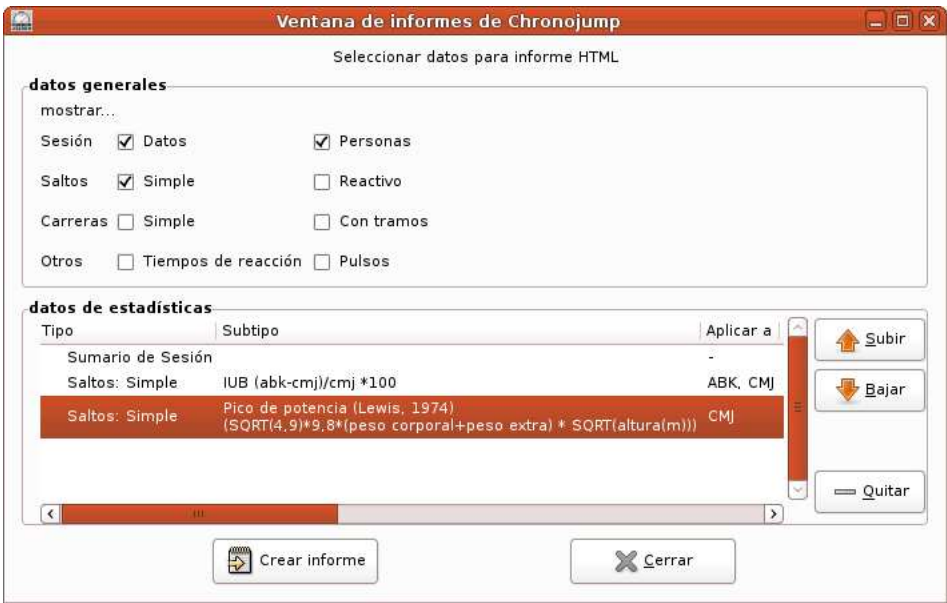 Ventana de informes de Chronojump
Seleccionar datos para informe HTML
datos generales
mostrar...
Sesión Datos Personas
Saltos Simple Reactivo
Carreras Simple Con tramos
Otros Tiempos de reacción Pulsos
datos de estadísticas
Tipo Subtipo Aplicar a
Sumario de Sesión -
Saltos: Simple IUB (abk-cmj)/cmj *100 ABK, CMJ
Saltos: Simple Pico de potencia (Lewis, 1974) CMJ
(SQRT(4,9)*9,8*(peso corporal+peso extra) * SQRT(altura(m)))
Subir
Bajar
Quitar
Crear informe Cerrar